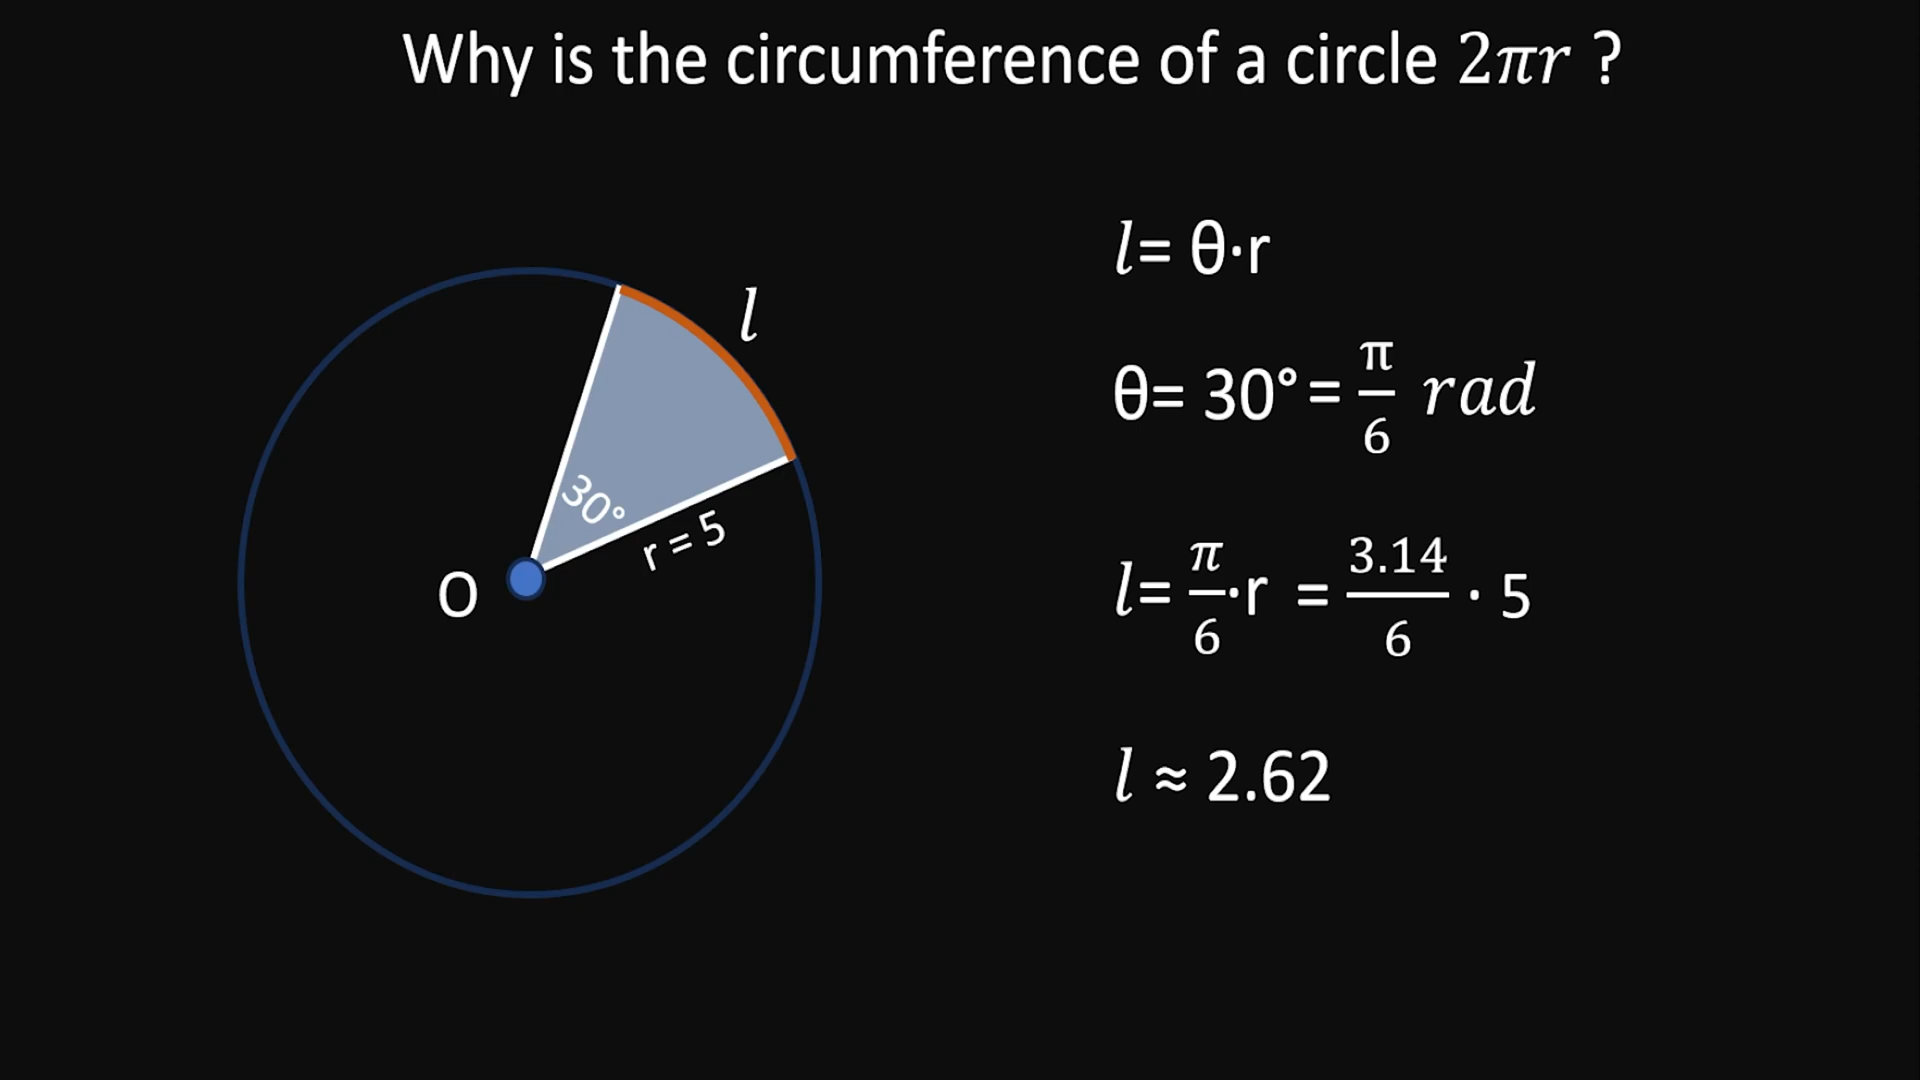 Why is the circumference of a circle 2πr ?
l
30°
r = 5
O
l= θ·r
θ= 30°= π/6 rad
l= π/6·r = 3.14/6 · 5
l ≈ 2.62